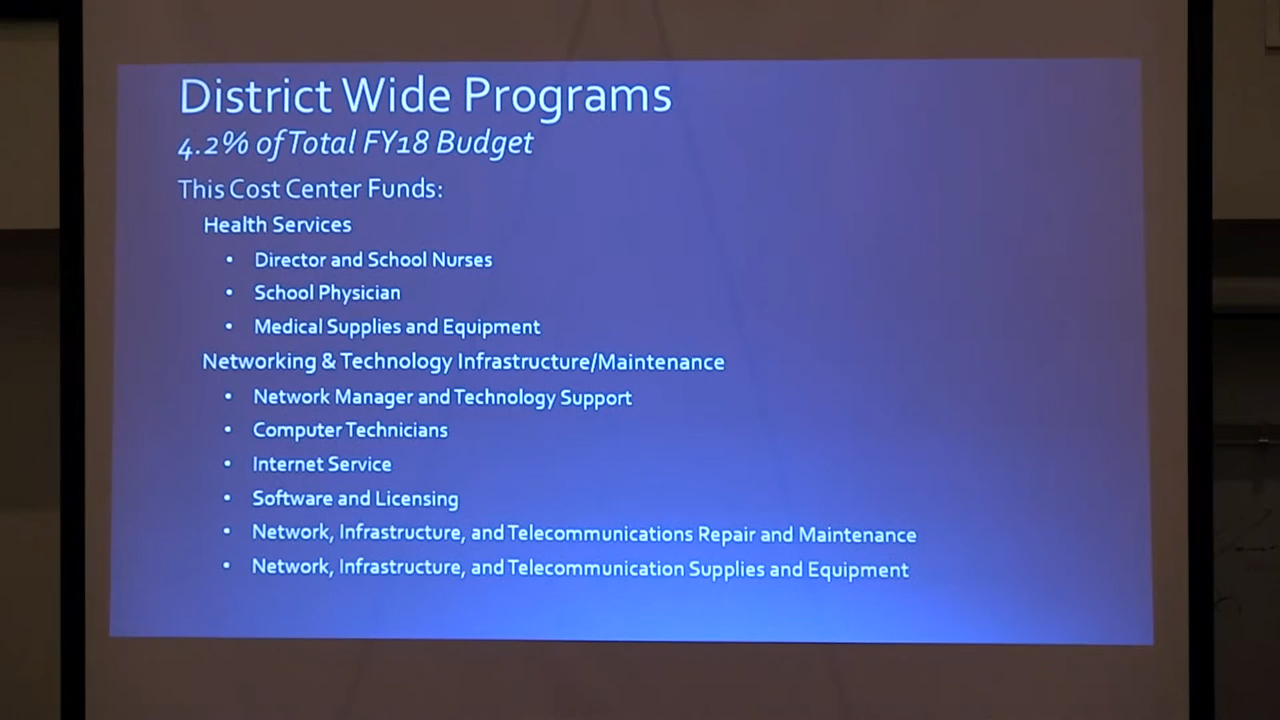 District Wide Programs
4.2% of Total FY18 Budget
This Cost Center Funds:
Health Services
• Director and School Nurses
• School Physician
• Medical Supplies and Equipment
Networking & Technology Infrastructure/Maintenance
• Network Manager and Technology Support
• Computer Technicians
• Internet Service
• Software and Licensing
• Network, Infrastructure, and Telecommunications Repair and Maintenance
• Network, Infrastructure, and Telecommunication Supplies and Equipment